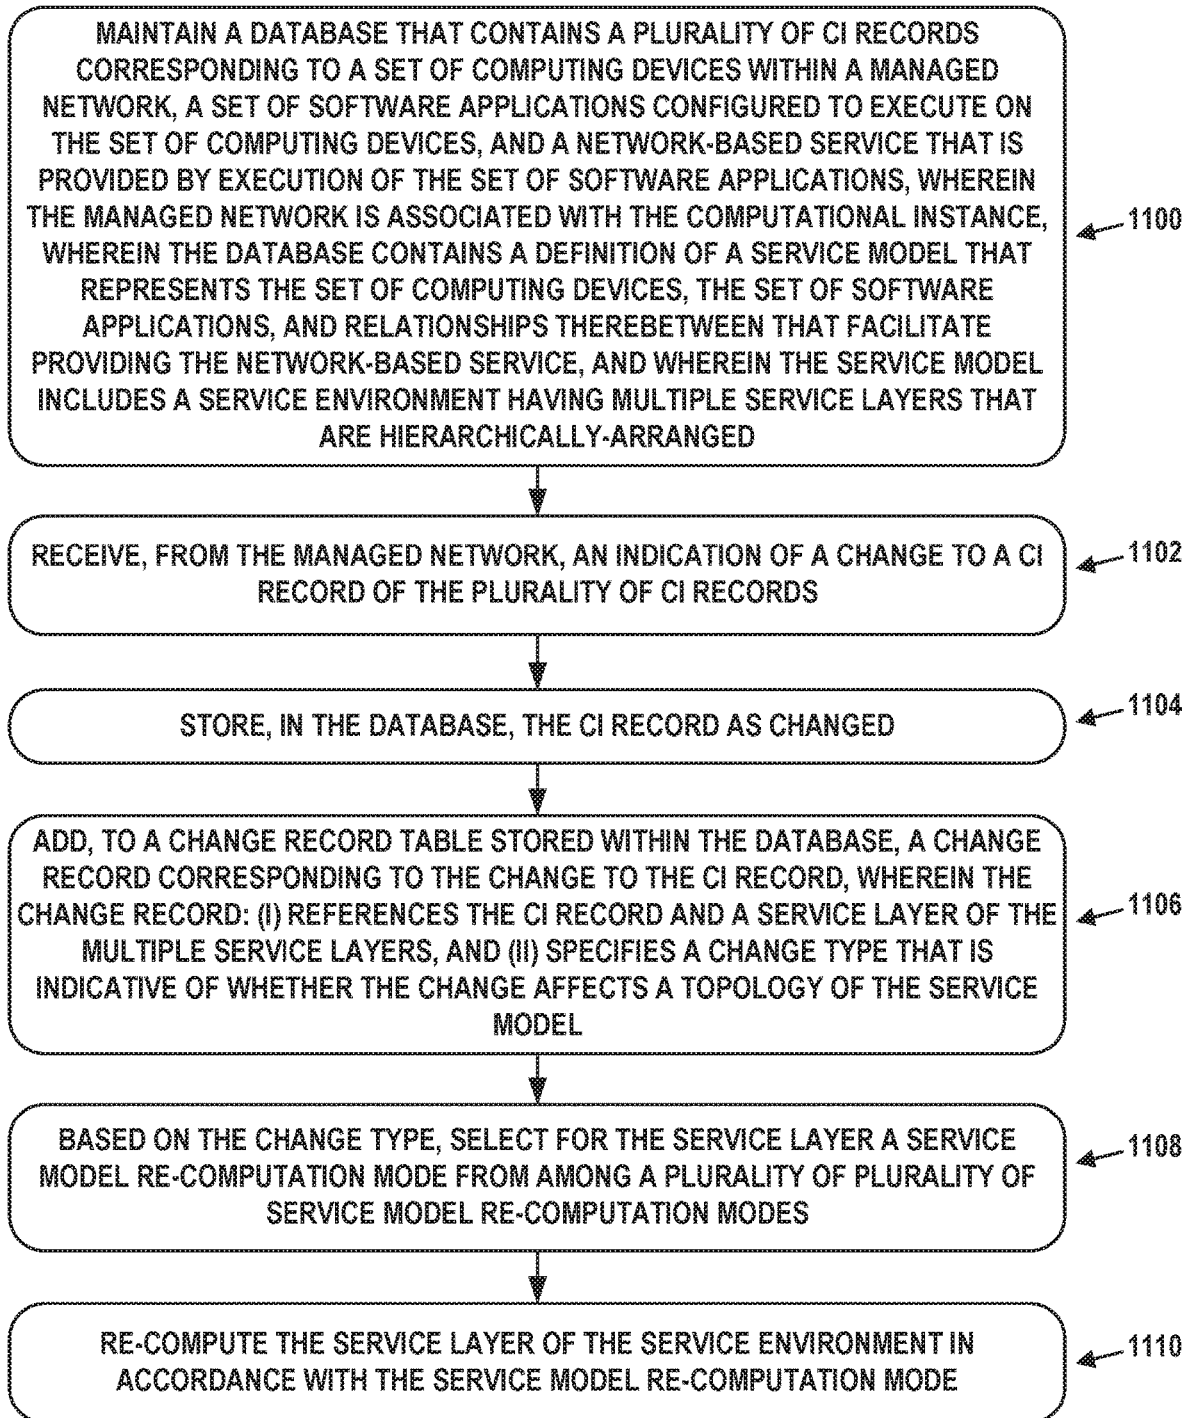 MAINTAIN A DATABASE THAT CONTAINS A PLURALITY OF CI RECORDS
CORRESPONDING TO A SET OF COMPUTING DEVICES WITHIN A MANAGED
NETWORK, A SET OF SOFTWARE APPLICATIONS CONFIGURED TO EXECUTE ON
THE SET OF COMPUTING DEVICES, AND A NETWORK-BASED SERVICE THAT IS
PROVIDED BY EXECUTION OF THE SET OF SOFTWARE APPLICATIONS, WHEREIN
THE MANAGED NETWORK IS ASSOCIATED WITH THE COMPUTATIONAL INSTANCE,
WHEREIN THE DATABASE CONTAINS A DEFINITION OF A SERVICE MODEL THAT
REPRESENTS THE SET OF COMPUTING DEVICES, THE SET OF SOFTWARE
APPLICATIONS, AND RELATIONSHIPS THEREBETWEEN THAT FACILITATE
PROVIDING THE NETWORK-BASED SERVICE, AND WHEREIN THE SERVICE MODEL
INCLUDES A SERVICE ENVIRONMENT HAVING MULTIPLE SERVICE LAYERS THAT
ARE HIERARCHICALLY-ARRANGED
1100
RECEIVE, FROM THE MANAGED NETWORK, AN INDICATION OF A CHANGE TO A CI
RECORD OF THE PLURALITY OF CI RECORDS
1102
STORE, IN THE DATABASE, THE CI RECORD AS CHANGED
1104
ADD, TO A CHANGE RECORD TABLE STORED WITHIN THE DATABASE, A CHANGE
RECORD CORRESPONDING TO THE CHANGE TO THE CI RECORD, WHEREIN THE
CHANGE RECORD: (I) REFERENCES THE CI RECORD AND A SERVICE LAYER OF THE
MULTIPLE SERVICE LAYERS, AND (II) SPECIFIES A CHANGE TYPE THAT IS
INDICATIVE OF WHETHER THE CHANGE AFFECTS A TOPOLOGY OF THE SERVICE
MODEL
1106
BASED ON THE CHANGE TYPE, SELECT FOR THE SERVICE LAYER A SERVICE
MODEL RE-COMPUTATION MODE FROM AMONG A PLURALITY OF PLURALITY OF
SERVICE MODEL RE-COMPUTATION MODES
1108
RE-COMPUTE THE SERVICE LAYER OF THE SERVICE ENVIRONMENT IN
ACCORDANCE WITH THE SERVICE MODEL RE-COMPUTATION MODE
1110